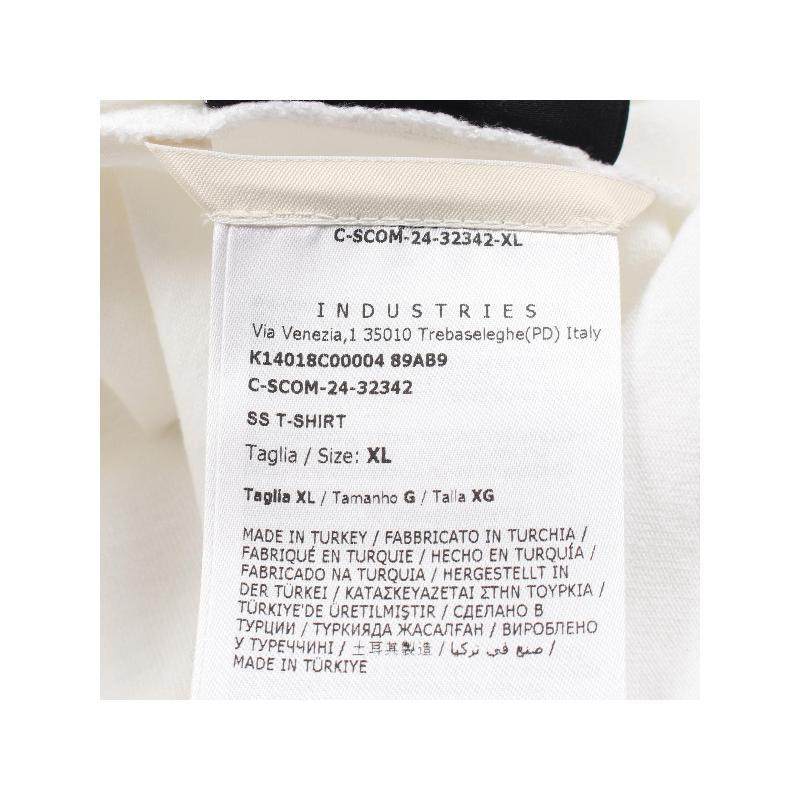 C-SCOM-24-32342-XL
INDUSTRIES
Via Venezia,1 35010 Trebaseleghe(PD) Italy
K14018C00004 89AB9
C-SCOM-24-32342
SS T-SHIRT
Taglia / Size: XL
Taglia XL / Tamanho G / Talla XG
MADE IN TURKEY / FABBRICATO IN TURCHIA /
FABRIQUÉ EN TURQUIE / HECHO EN TURQUÍA /
FABRICADO NA TURQUIA / HERGESTELLT IN
DER TÜRKEI / ΚΑΤΑΣΚΕΥΑΖΕΤΑΙ ΣΤΗΝ ΤΟΥΡΚΙΑ /
TÜRKİYE'DE ÜRETİLMİŞTİR / СДЕЛАНО В
ТУРЦИИ / ТҮРКИЯДА ЖАСАЛҒАН / ВИРОБЛЕНО
У ТУРЕЧЧИНІ / 土耳其製造 / صنع في تركيا /
MADE IN TÜRKIYE